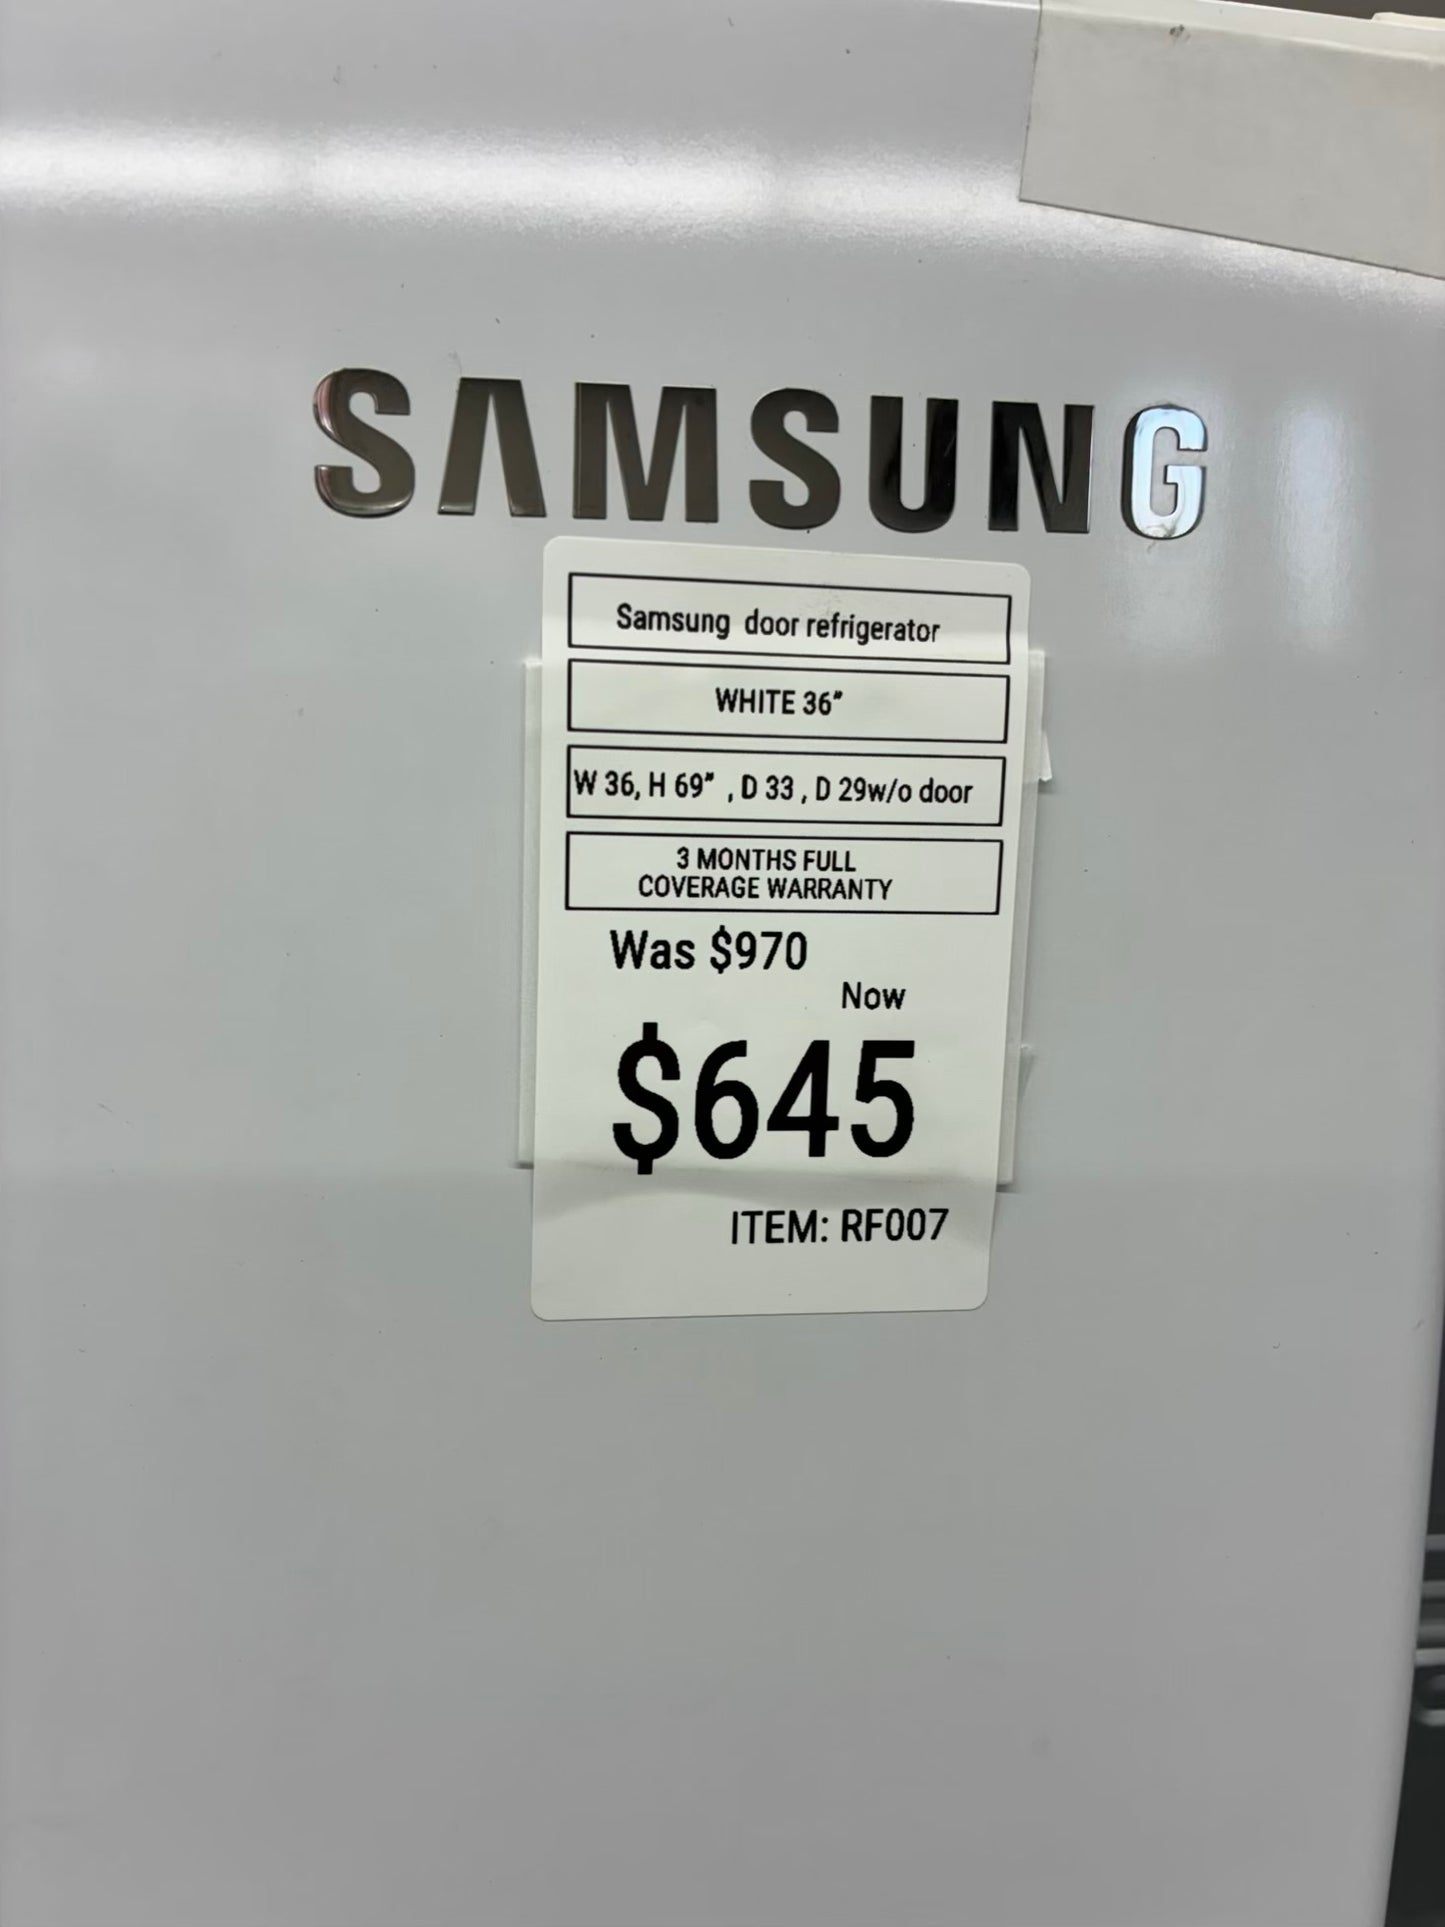 SAMSUNG
Samsung door refrigerator
WHITE 36"
W 36, H 69" , D 33 , D 29w/o door
3 MONTHS FULL
COVERAGE WARRANTY
Was $970
Now
$645
ITEM: RF007